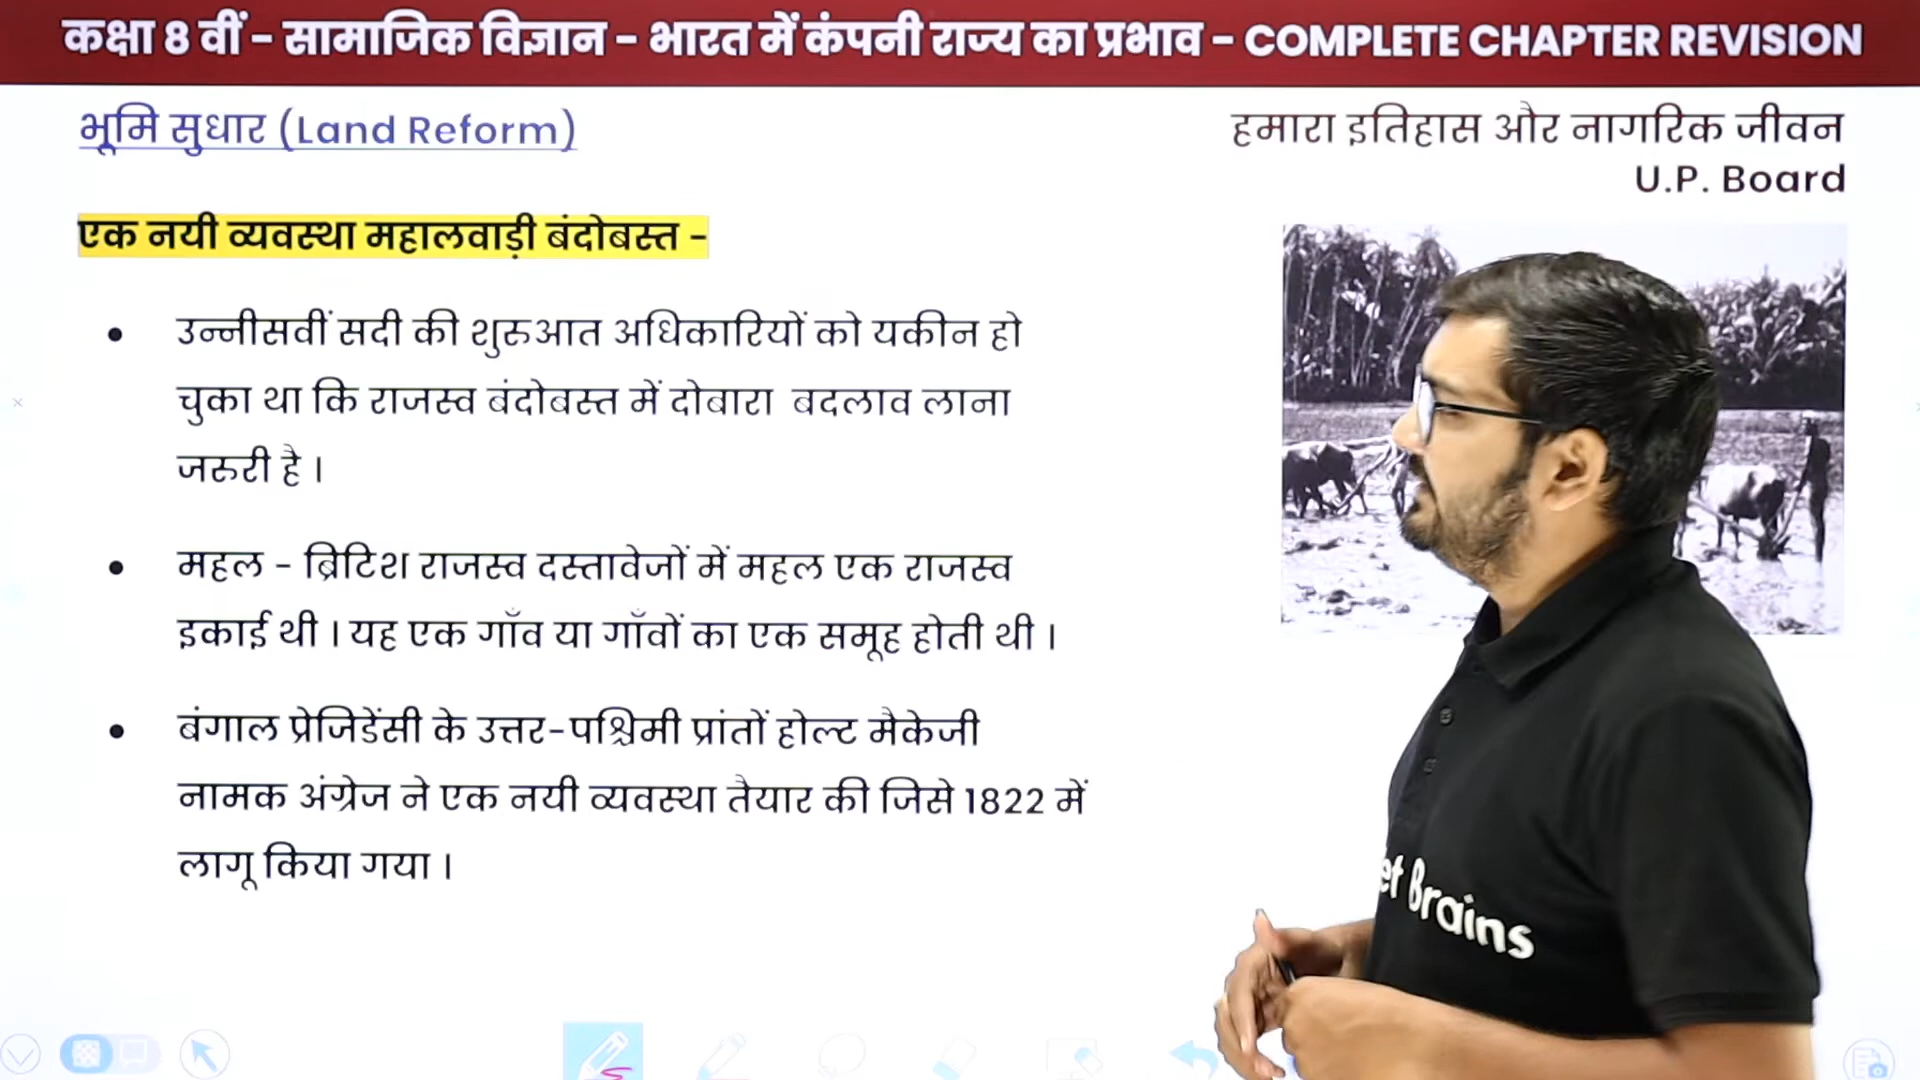 कक्षा 8 वीं - सामाजिक विज्ञान - भारत में कंपनी राज्य का प्रभाव - COMPLETE CHAPTER REVISION
भूमि सुधार (Land Reform)
हमारा इतिहास और नागरिक जीवन
U.P. Board
एक नयी व्यवस्था महालवाड़ी बंदोबस्त -
• उन्नीसवीं सदी की शुरुआत अधिकारियों को यकीन हो
चुका था कि राजस्व बंदोबस्त में दोबारा बदलाव लाना
जरुरी है ।
• महल - ब्रिटिश राजस्व दस्तावेजों में महल एक राजस्व
इकाई थी । यह एक गाँव या गाँवों का एक समूह होती थी ।
• बंगाल प्रेजिडेंसी के उत्तर-पश्चिमी प्रांतों होल्ट मैकेजी
नामक अंग्रेज ने एक नयी व्यवस्था तैयार की जिसे 1822 में
लागू किया गया ।
et Brains